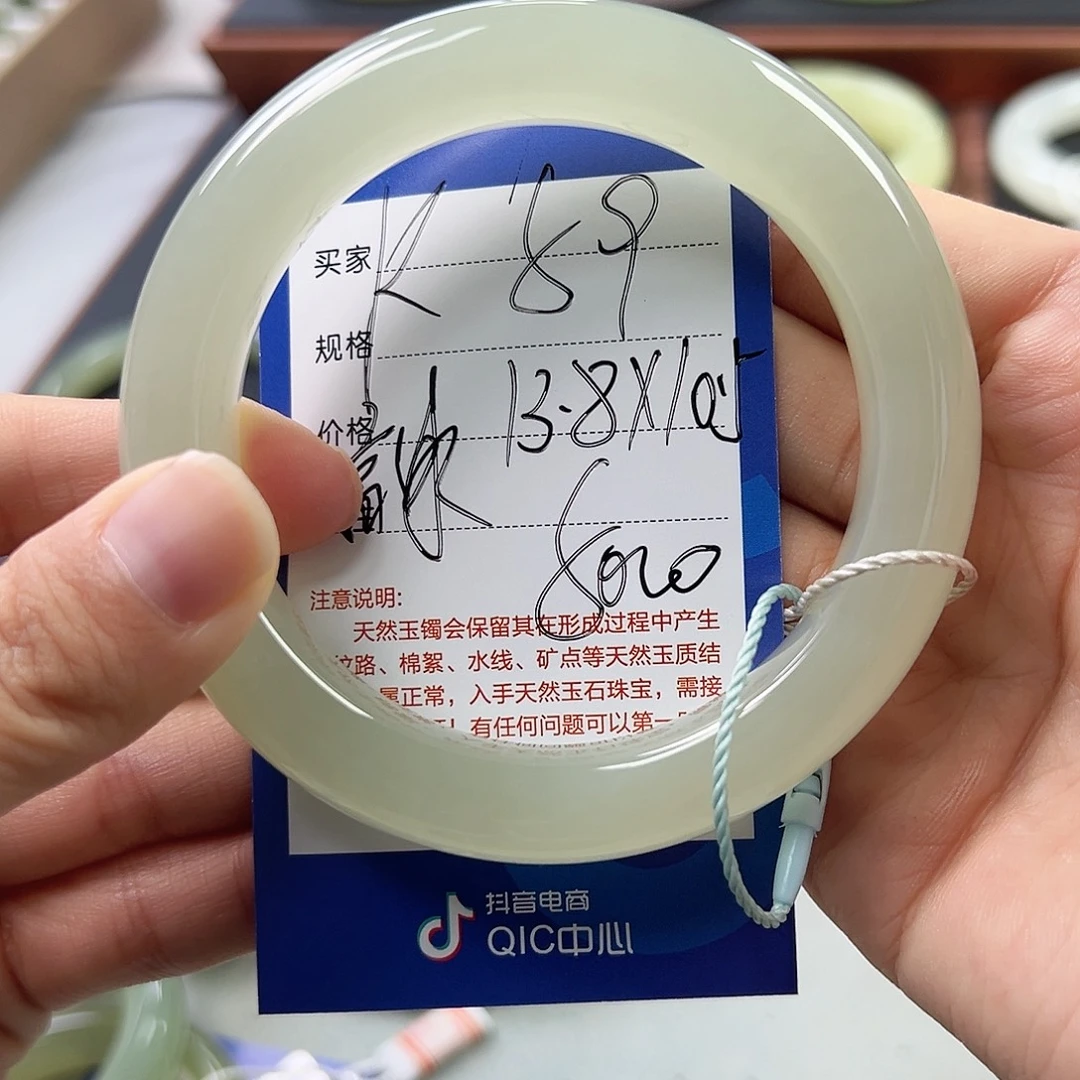 买家 K 89
规格
价格 13.8X10.5
8000
注意说明:
天然玉镯会保留其在形成过程中产生
纹路、棉絮、水线、矿点等天然玉质结
属正常，入手天然玉石珠宝，需接
有任何问题可以第一
抖音电商
QIC中心